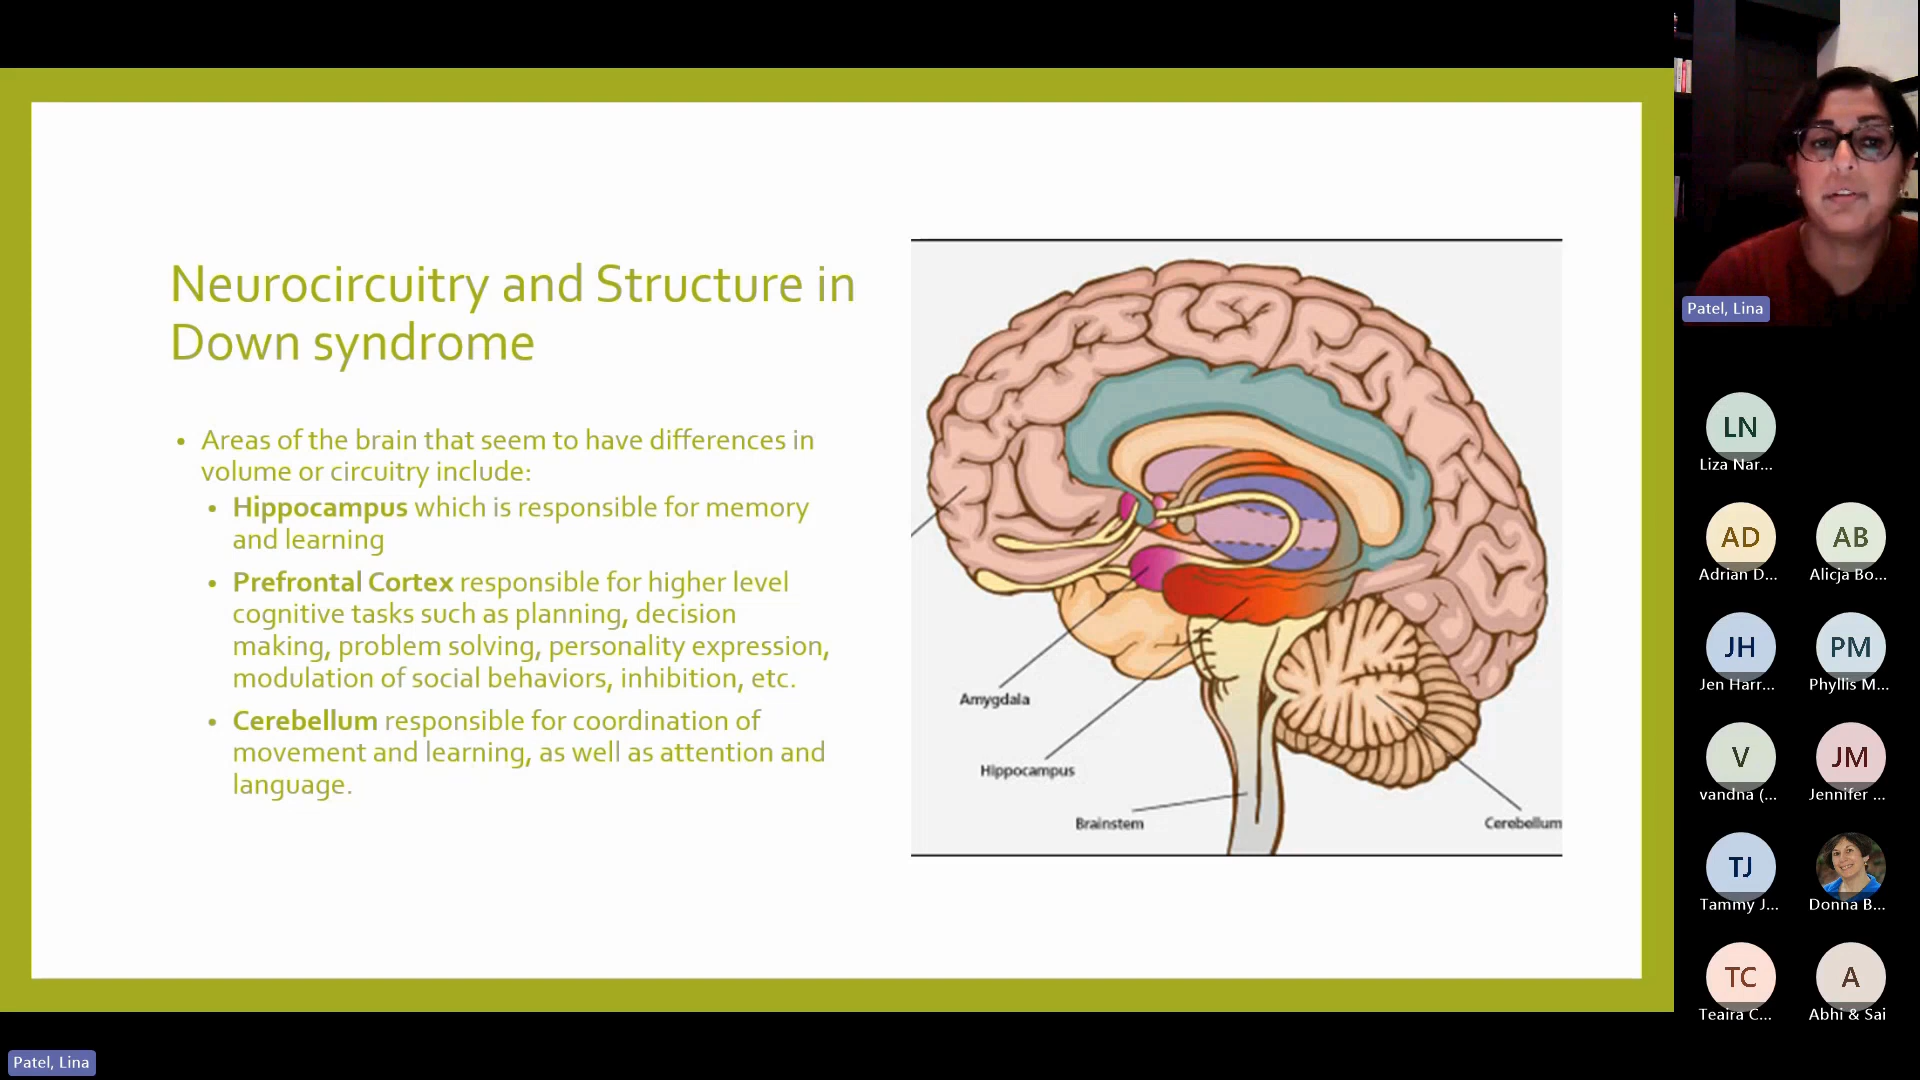 Neurocircuitry and Structure in
Down syndrome
• Areas of the brain that seem to have differences in
volume or circuitry include:
• Hippocampus which is responsible for memory
and learning
• Prefrontal Cortex responsible for higher level
cognitive tasks such as planning, decision
making, problem solving, personality expression,
modulation of social behaviors, inhibition, etc.
• Cerebellum responsible for coordination of
movement and learning, as well as attention and
language.
Amygdala
Hippocampus
Brainstem
Cerebellum
Patel, Lina
LN
Liza Nar...
AD
Adrian D...
AB
Alicja Bo...
JH
Jen Harr...
PM
Phyllis M...
V
vandna (...
JM
Jennifer ...
TJ
Tammy J...
Donna B...
TC
Teaira C...
A
Abhi & Sai
Patel, Lina